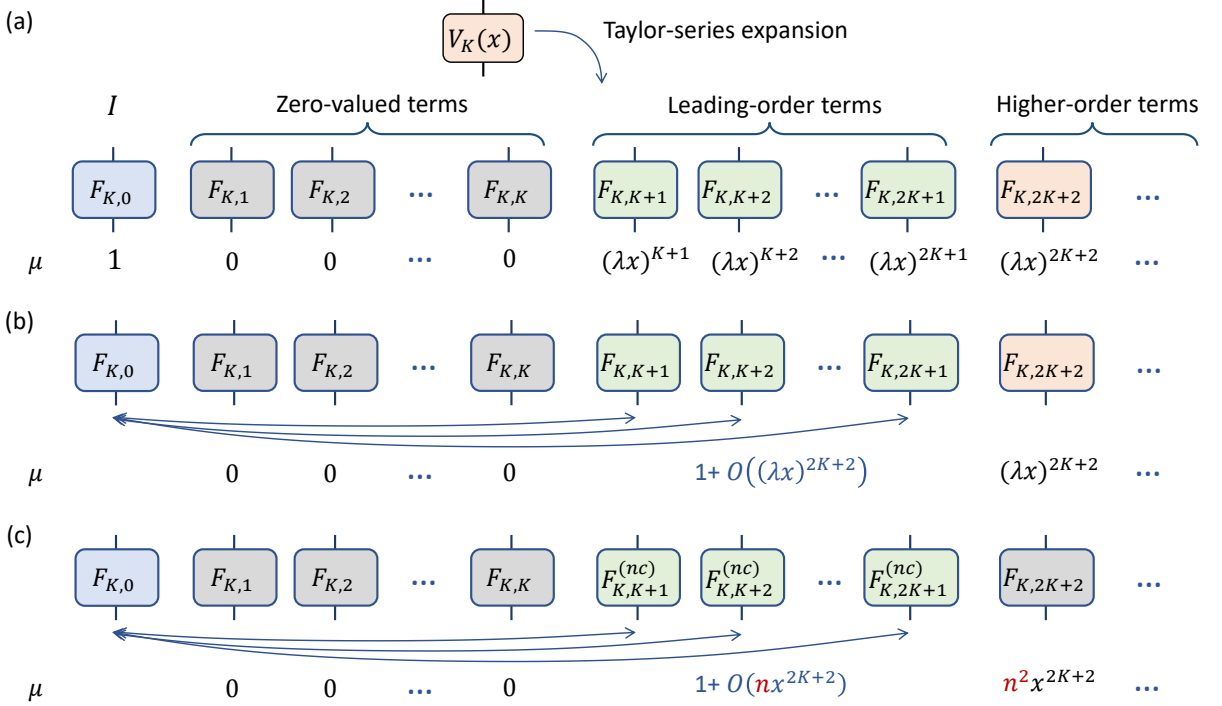 (a)
V_K(x) Taylor-series expansion
I Zero-valued terms Leading-order terms Higher-order terms
F_{K,0} F_{K,1} F_{K,2} ... F_{K,K} F_{K,K+1} F_{K,K+2} ... F_{K,2K+1} F_{K,2K+2} ...
μ 1 0 0 ... 0 (λx)^{K+1} (λx)^{K+2} ... (λx)^{2K+1} (λx)^{2K+2} ...
(b)
F_{K,0} F_{K,1} F_{K,2} ... F_{K,K} F_{K,K+1} F_{K,K+2} ... F_{K,2K+1} F_{K,2K+2} ...
μ 0 0 ... 0 1+ O((λx)^{2K+2}) (λx)^{2K+2} ...
(c)
F_{K,0} F_{K,1} F_{K,2} ... F_{K,K} F_{K,K+1}^{(nc)} F_{K,K+2}^{(nc)} ... F_{K,2K+1}^{(nc)} F_{K,2K+2} ...
μ 0 0 ... 0 1+ O(nx^{2K+2}) n^2x^{2K+2} ...